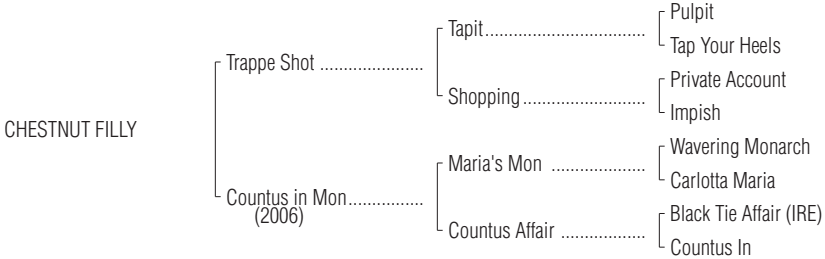 Pulpit
Tapit..................................
Tap Your Heels
Trappe Shot ......................
Private Account
Shopping..........................
Impish
CHESTNUT FILLY
Wavering Monarch
Maria's Mon ....................
Carlotta Maria
Countus in Mon................
(2006)
Black Tie Affair (IRE)
Countus Affair ..................
Countus In